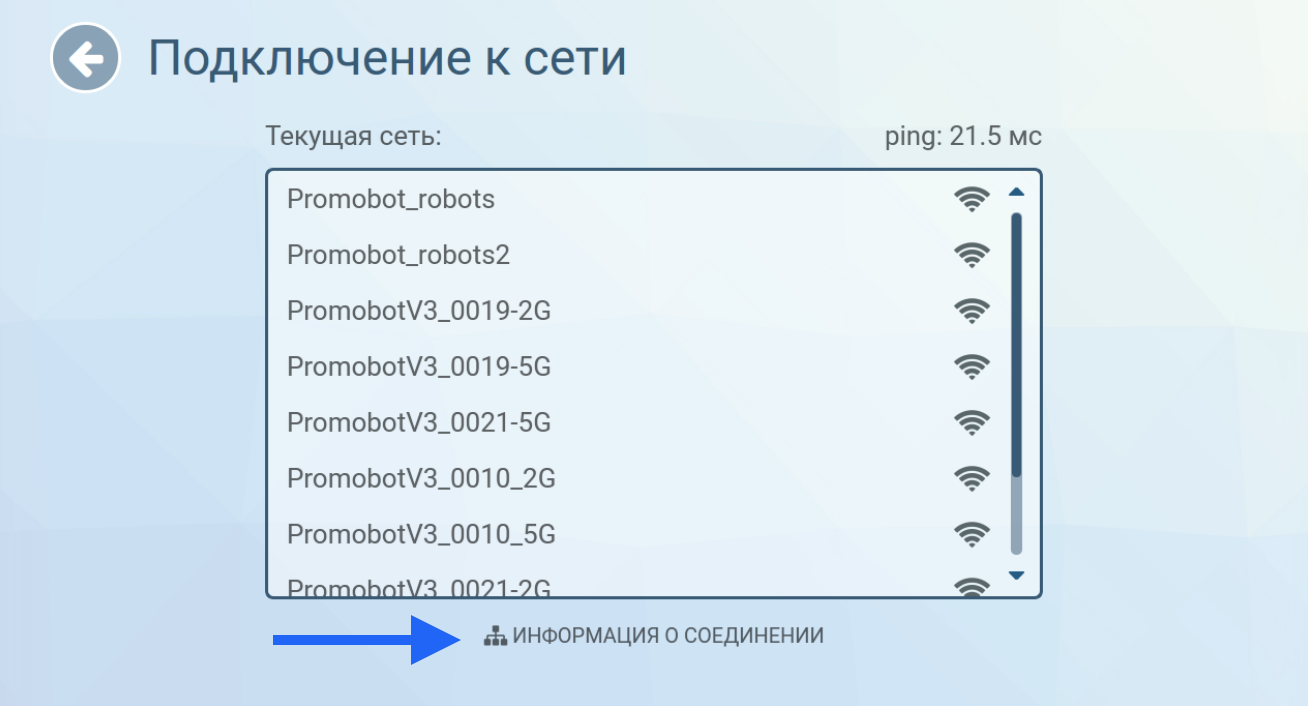 Подключение к сети
Текущая сеть: ping: 21.5 мс
Promobot_robots
Promobot_robots2
PromobotV3_0019-2G
PromobotV3_0019-5G
PromobotV3_0021-5G
PromobotV3_0010_2G
PromobotV3_0010_5G
PromobotV3_0021-2G
ИНФОРМАЦИЯ О СОЕДИНЕНИИ